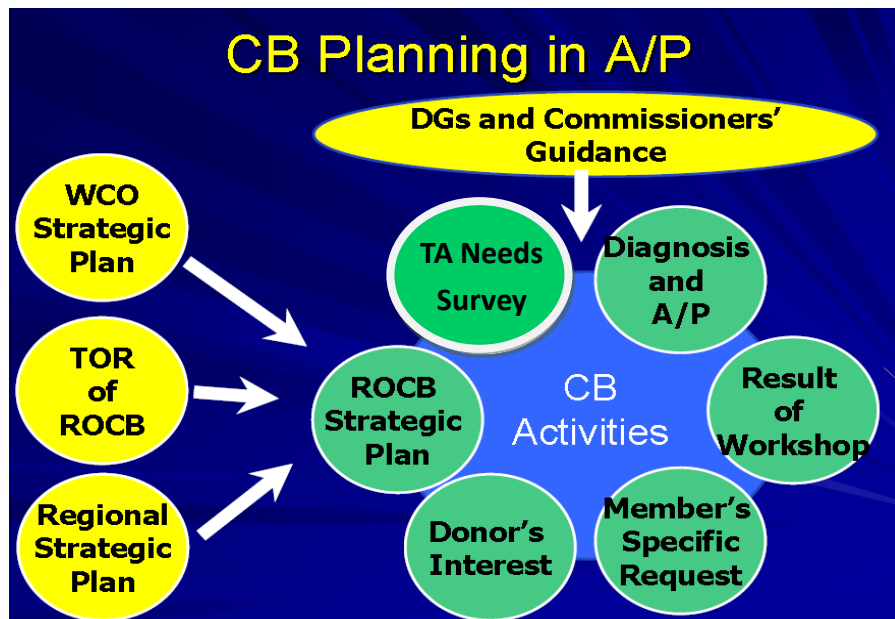 CB Planning in A/P
DGs and Commissioners'
Guidance
WCO
Strategic
Plan
TOR
of
ROCB
Regional
Strategic
Plan
TA Needs
Survey
Diagnosis
and
A/P
ROCB
Strategic
Plan
CB
Activities
Result
of
Workshop
Donor's
Interest
Member's
Specific
Request